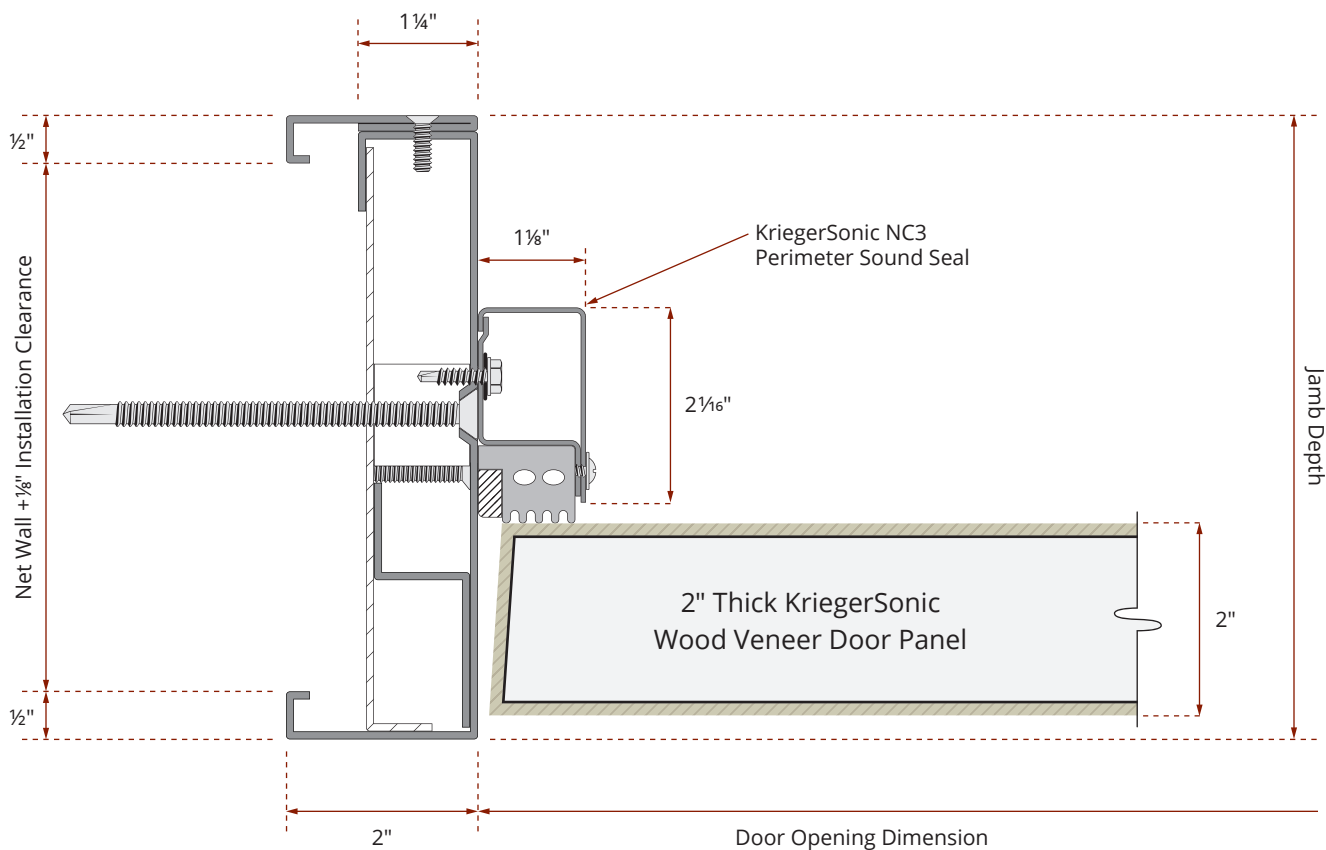 1¼"
½"
1⅛"
KriegerSonic NC3
Perimeter Sound Seal
Net Wall +⅛" Installation Clearance
2¹⁄₁₆"
Jamb Depth
2" Thick KriegerSonic
Wood Veneer Door Panel
2"
½"
2"
Door Opening Dimension